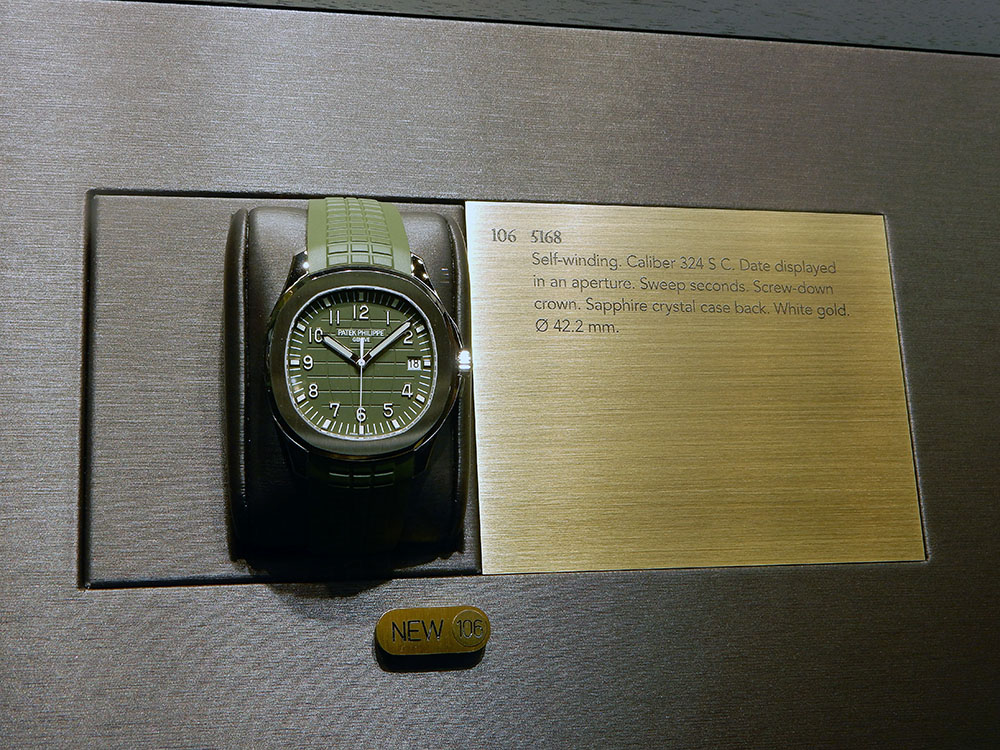 12
PATEK PHILIPPE
GENEVE
10
2
9
18
8
4
7
5
6
106 5168
Self-winding. Caliber 324 S C. Date displayed
in an aperture. Sweep seconds. Screw-down
crown. Sapphire crystal case back. White gold.
Ø 42.2 mm.
NEW 106